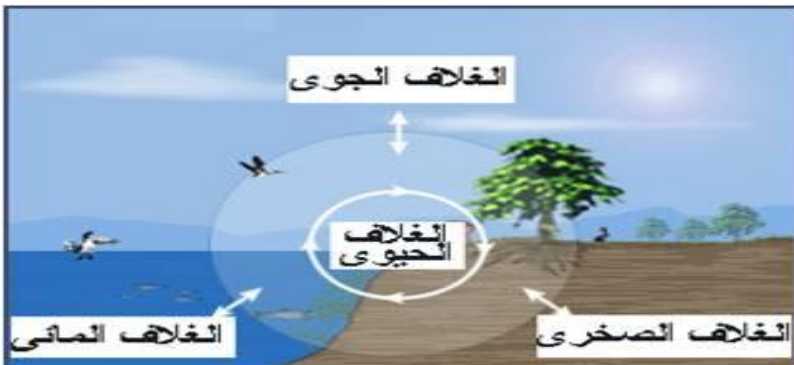 الغلاف الجوى
الغلاف
الحيوى
الغلاف المائى
الغلاف الصخرى